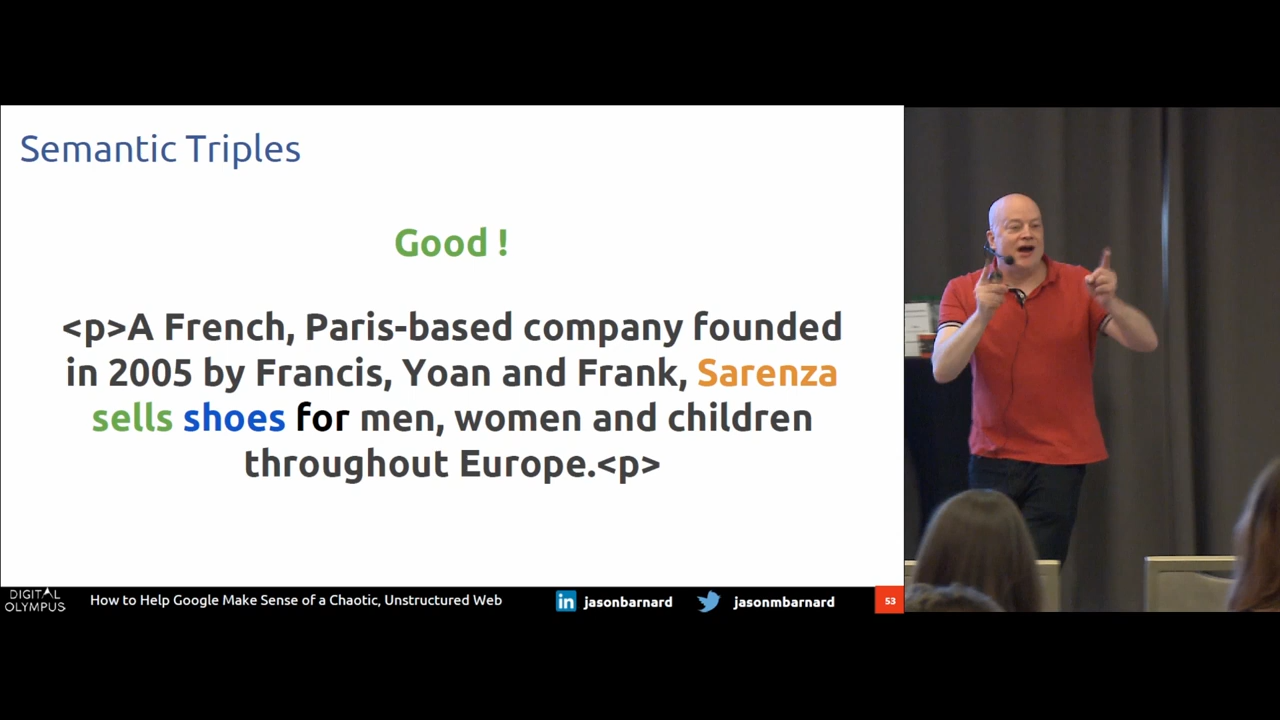 Semantic Triples
Good !
<p>A French, Paris-based company founded
in 2005 by Francis, Yoan and Frank, Sarenza
sells shoes for men, women and children
throughout Europe.<p>
DIGITAL
OLYMPUS
How to Help Google Make Sense of a Chaotic, Unstructured Web
in jasonbarnard
jasonmbarnard
53